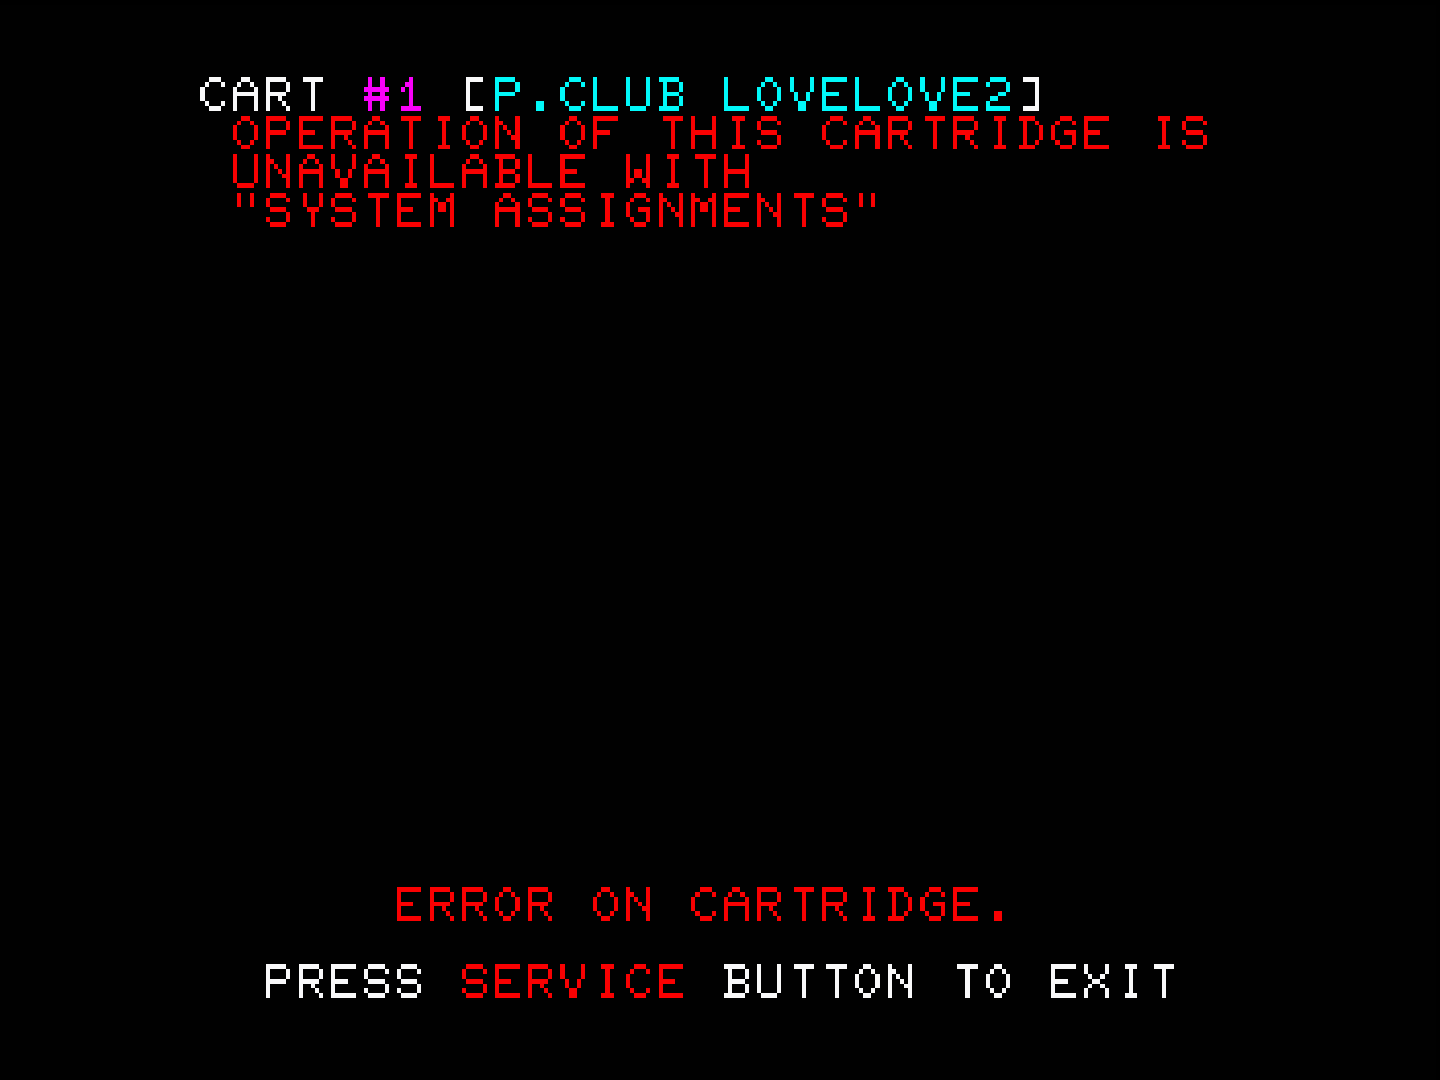 CART #1 [P.CLUB LOVELOVE2]
OPERATION OF THIS CARTRIDGE IS
UNAVAILABLE WITH
"SYSTEM ASSIGNMENTS"
ERROR ON CARTRIDGE.
PRESS SERVICE BUTTON TO EXIT